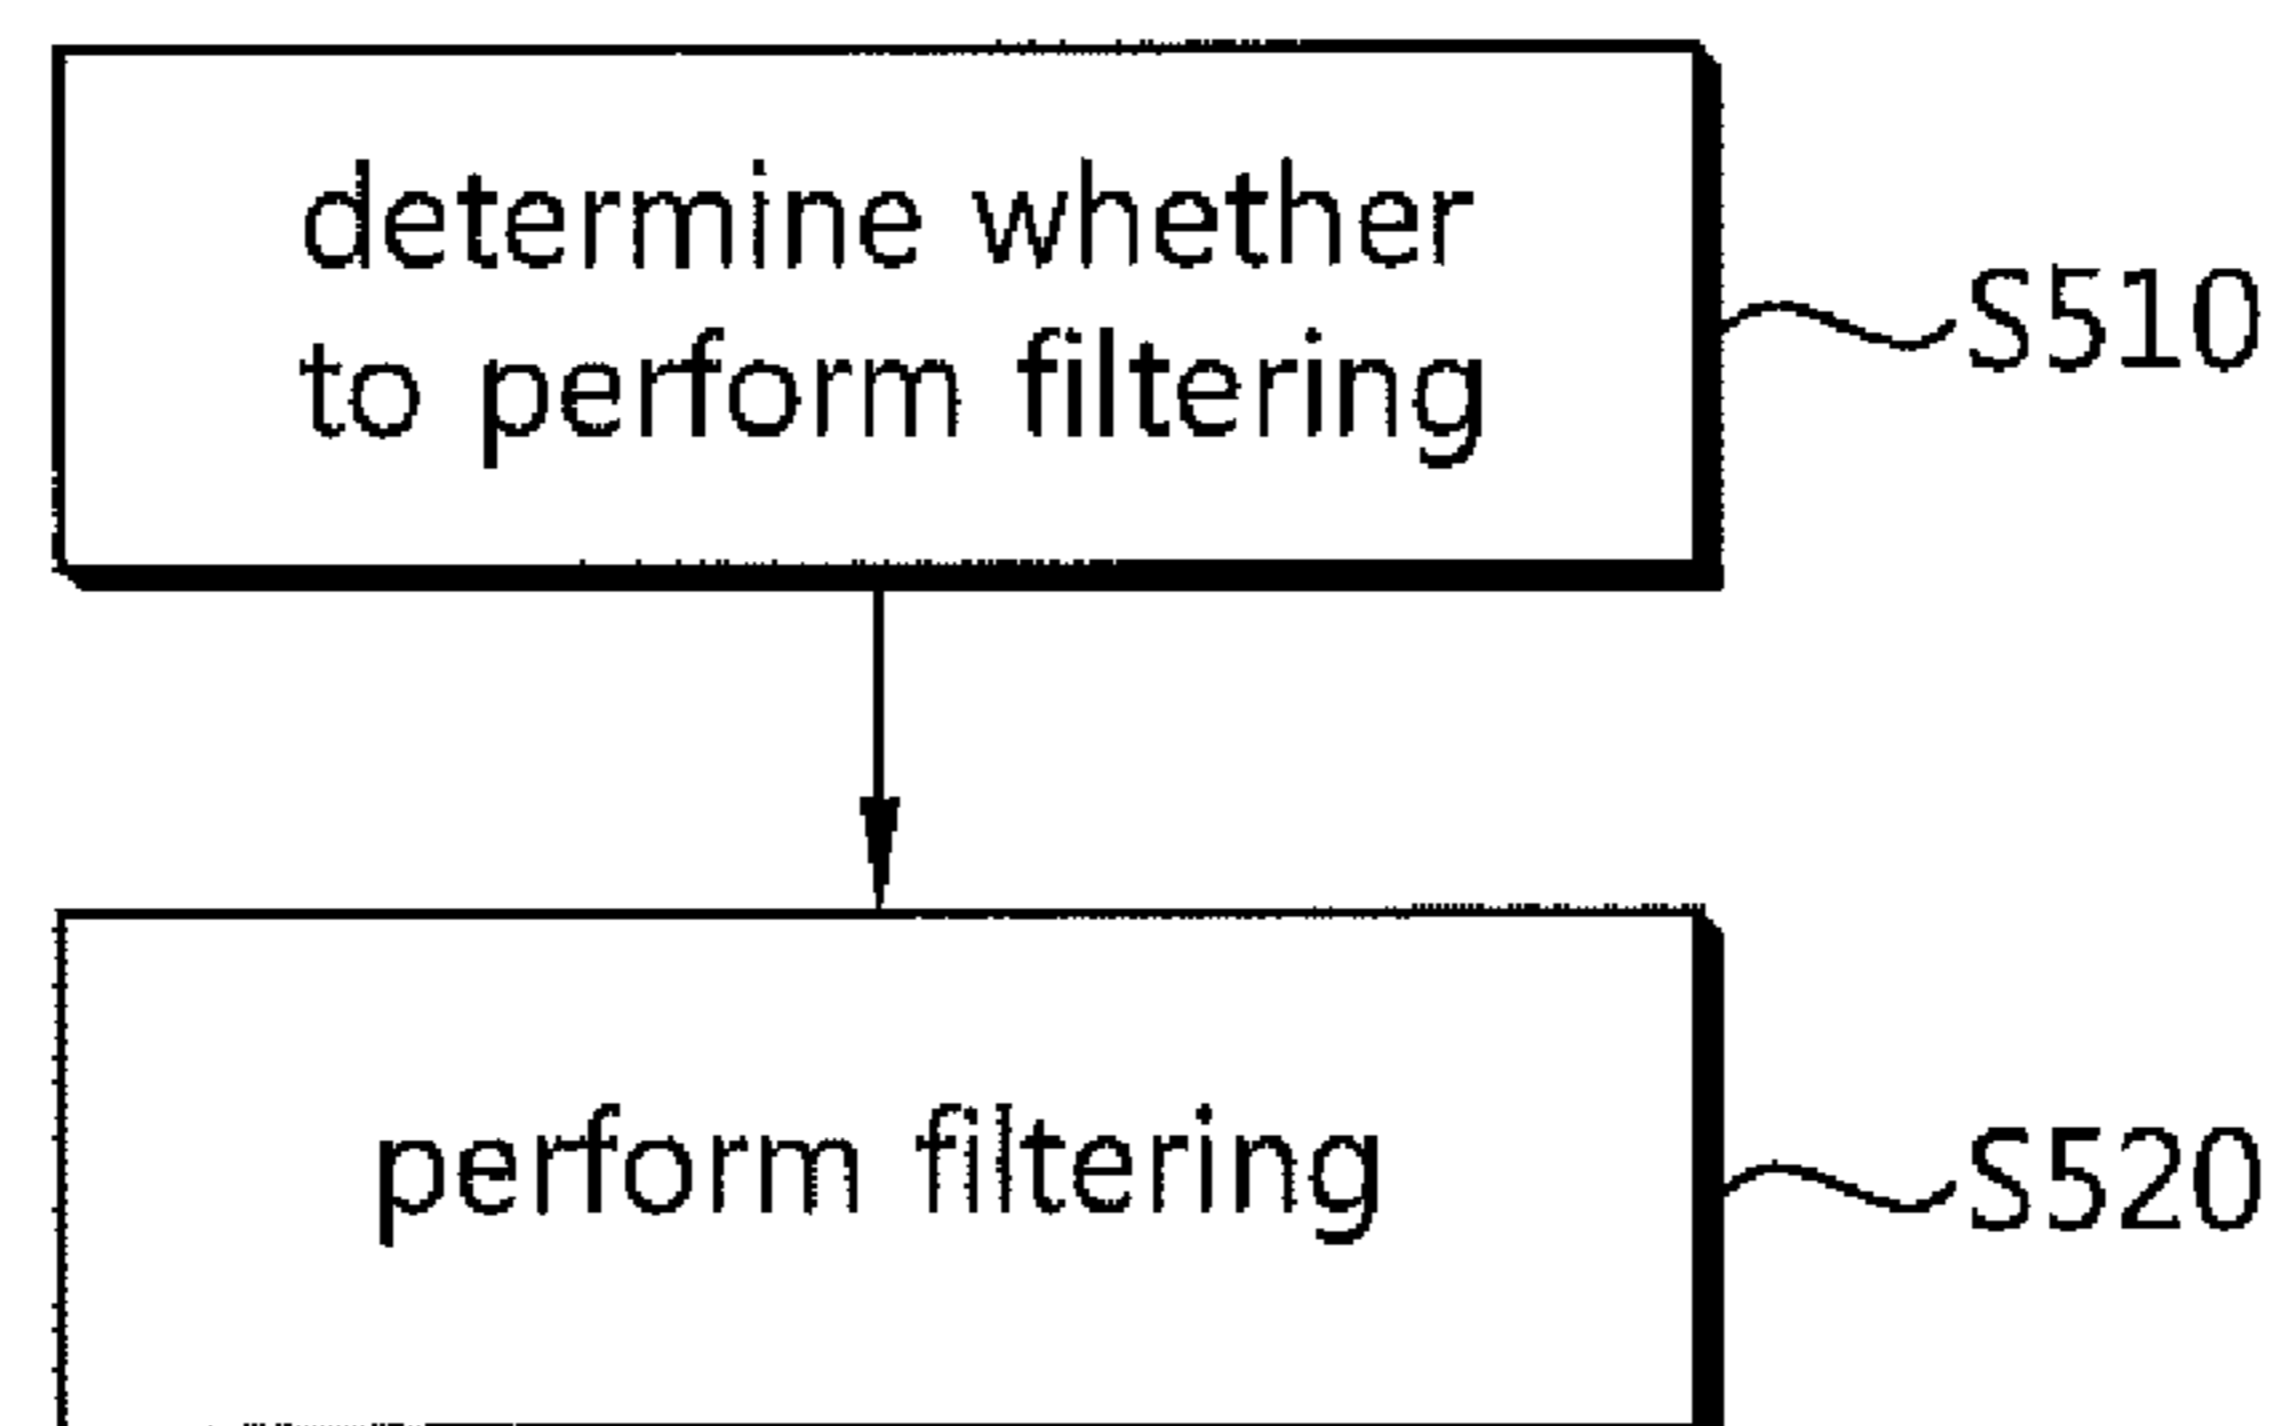 determine whether
to perform filtering
S510
perform filtering
S520